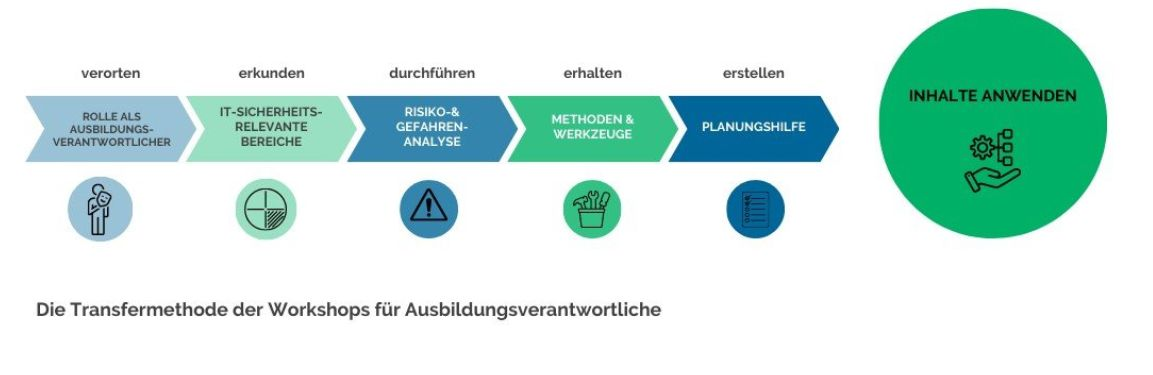 verorten
erkunden
durchführen
erhalten
erstellen
ROLLE ALS
AUSBILDUNGS-
VERANTWORTLICHER
IT-SICHERHEITS-
RELEVANTE
BEREICHE
RISIKO-&
GEFAHREN-
ANALYSE
METHODEN &
WERKZEUGE
PLANUNGSHILFE
INHALTE ANWENDEN
Die Transfermethode der Workshops für Ausbildungsverantwortliche